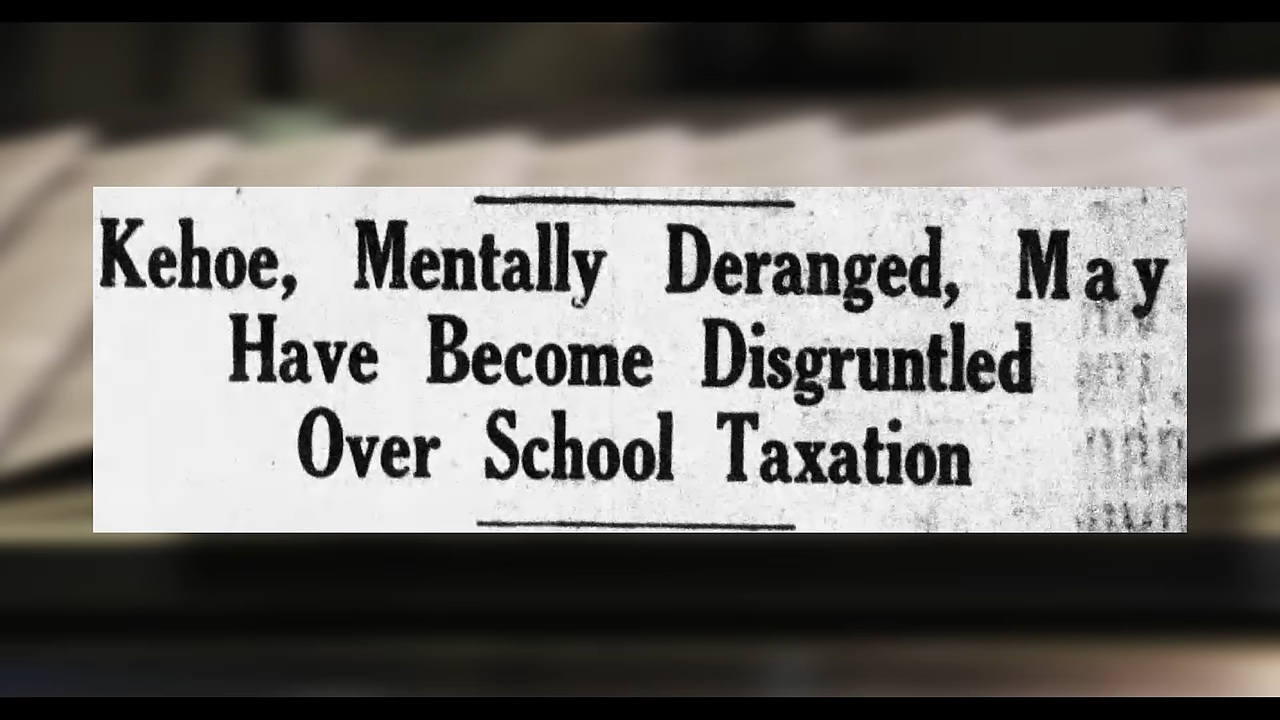 Kehoe, Mentally Deranged, May
Have Become Disgruntled
Over School Taxation